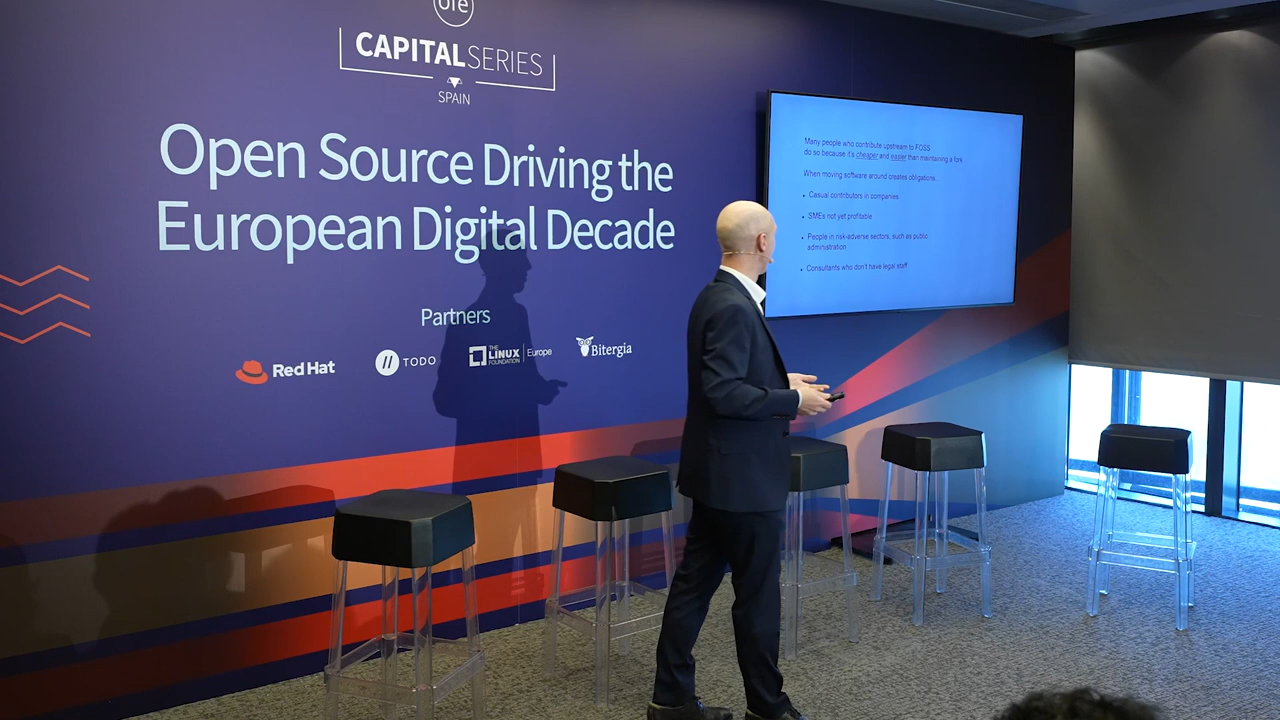 ofe
CAPITAL SERIES
SPAIN
Open Source Driving the
European Digital Decade
Partners
Red Hat
TODO
THE LINUX FOUNDATION | Europe
Bitergia
Many people who contribute upstream to FOSS
do so because it's cheaper and easier than maintaining a fork.
When moving software around creates obligations.
• Casual contributors in companies
• SMEs not yet profitable
• People in risk-adverse sectors, such as public
administration
• Consultants who don't have legal staff